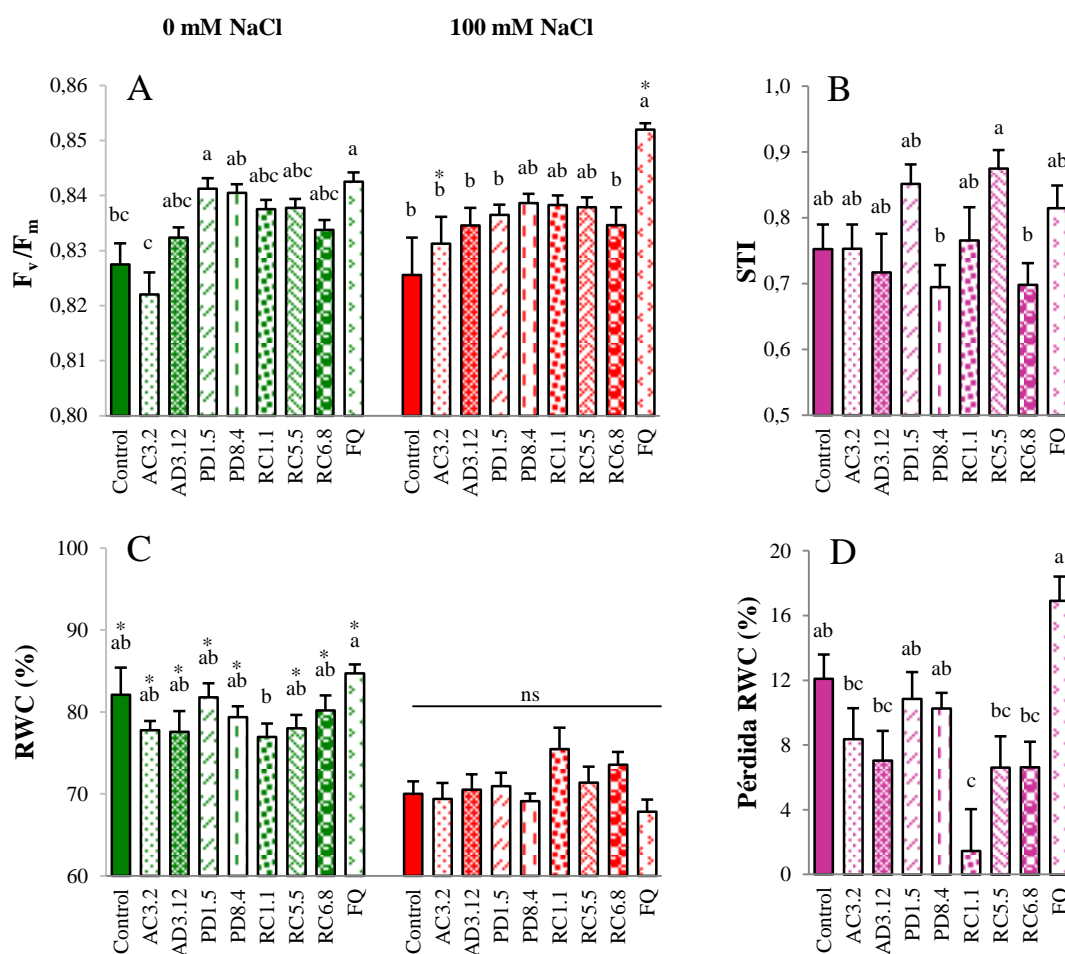 0 mM NaCl
100 mM NaCl
A
F_v/F_m
0,86
0,85
0,84
0,83
0,82
0,81
0,80
bc
c
abc
a
ab
abc
abc
abc
a
b
*
b
b
b
ab
ab
ab
b
*
a
Control
AC3.2
AD3.12
PD1.5
PD8.4
RC1.1
RC5.5
RC6.8
FQ
Control
AC3.2
AD3.12
PD1.5
PD8.4
RC1.1
RC5.5
RC6.8
FQ
B
STI
1,0
0,9
0,8
0,7
0,6
0,5
ab
ab
ab
ab
b
ab
a
b
ab
Control
AC3.2
AD3.12
PD1.5
PD8.4
RC1.1
RC5.5
RC6.8
FQ
C
RWC (%)
100
90
80
70
60
*
ab
*
ab
*
ab
*
ab
*
ab
b
*
ab
*
ab
*
a
ns
Control
AC3.2
AD3.12
PD1.5
PD8.4
RC1.1
RC5.5
RC6.8
FQ
Control
AC3.2
AD3.12
PD1.5
PD8.4
RC1.1
RC5.5
RC6.8
FQ
D
Pérdida RWC (%)
20
16
12
8
4
0
ab
bc
bc
ab
ab
c
bc
bc
a
Control
AC3.2
AD3.12
PD1.5
PD8.4
RC1.1
RC5.5
RC6.8
FQ